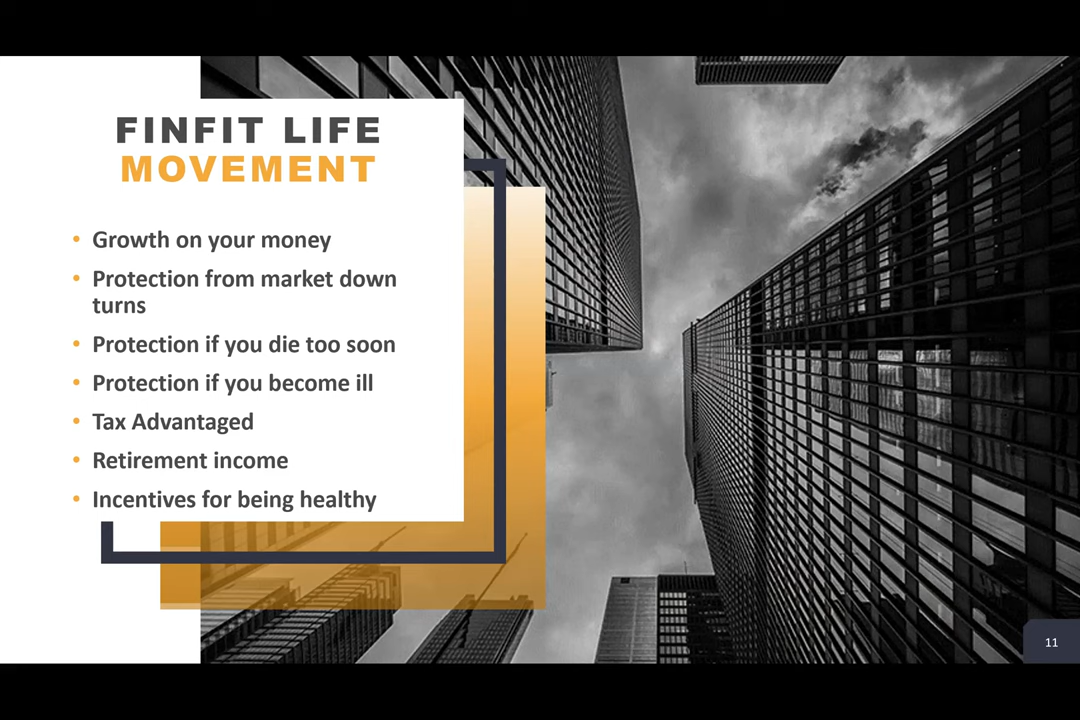 FINFIT LIFE
MOVEMENT
• Growth on your money
• Protection from market down
turns
• Protection if you die too soon
• Protection if you become ill
• Tax Advantaged
• Retirement income
• Incentives for being healthy
11